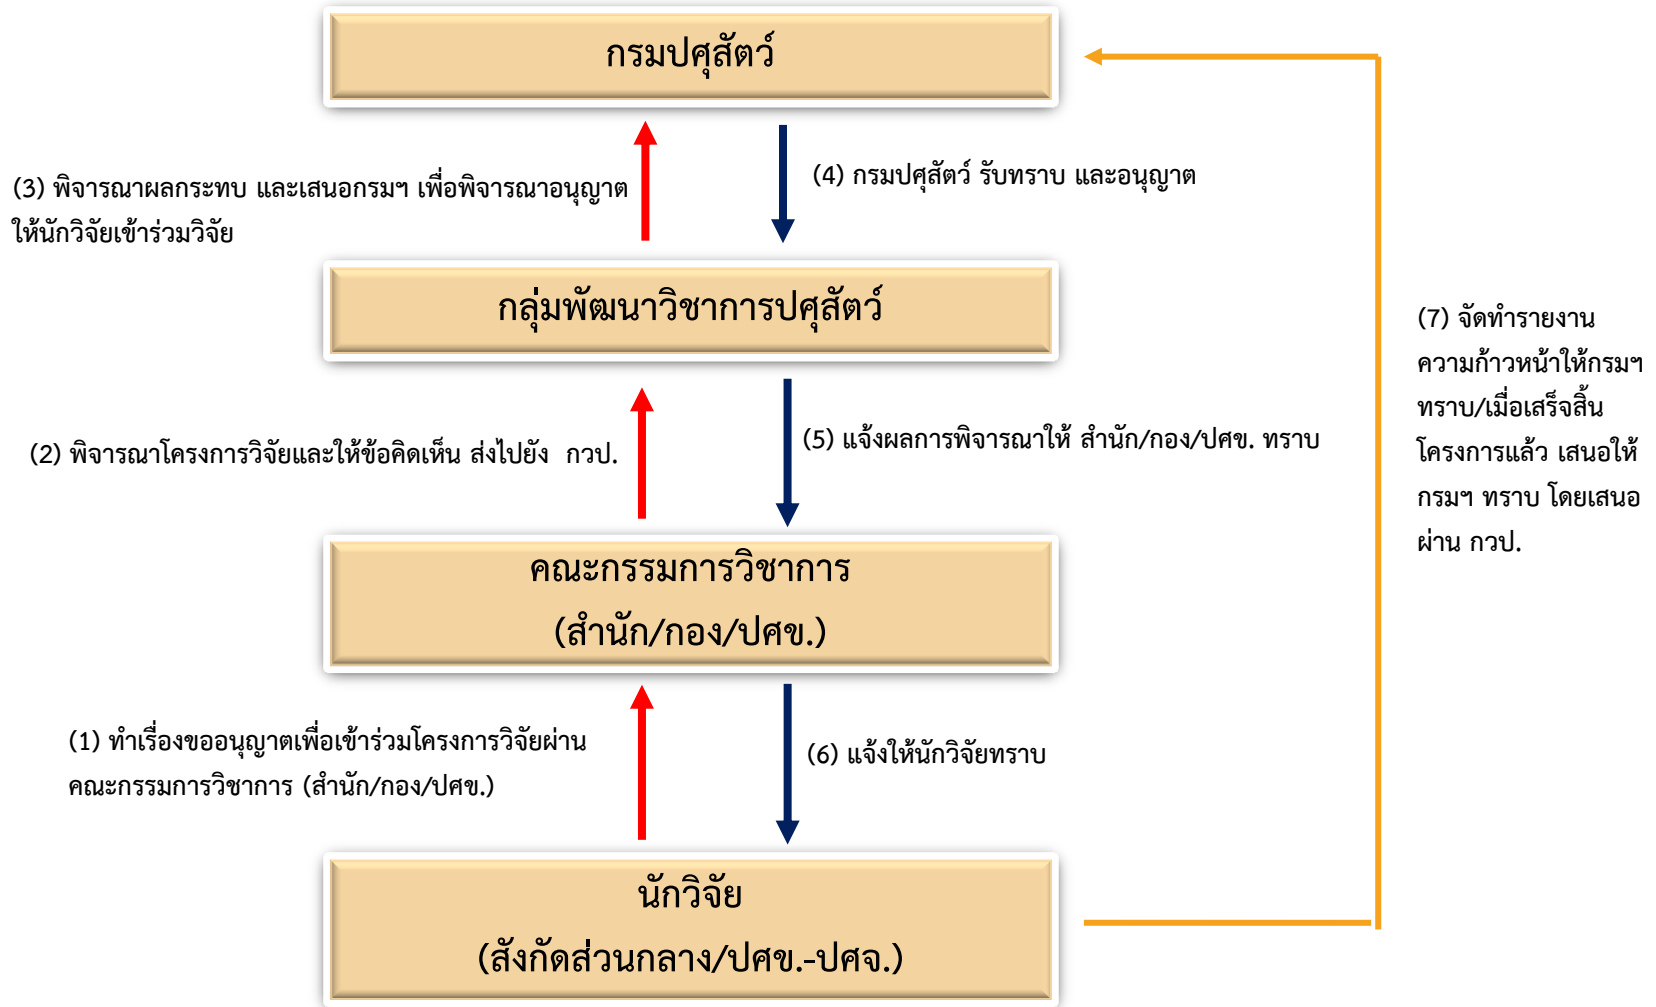 กรมปศุสัตว์
(3) พิจารณาผลกระทบ และเสนอกรมฯ เพื่อพิจารณาอนุญาต
ให้นักวิจัยเข้าร่วมวิจัย
(4) กรมปศุสัตว์ รับทราบ และอนุญาต
กลุ่มพัฒนาวิชาการปศุสัตว์
(2) พิจารณาโครงการวิจัยและให้ข้อคิดเห็น ส่งไปยัง กวป.
(5) แจ้งผลการพิจารณาให้ สำนัก/กอง/ปศข. ทราบ
คณะกรรมการวิชาการ
(สำนัก/กอง/ปศข.)
(1) ทำเรื่องขออนุญาตเพื่อเข้าร่วมโครงการวิจัยผ่าน
คณะกรรมการวิชาการ (สำนัก/กอง/ปศข.)
(6) แจ้งให้นักวิจัยทราบ
นักวิจัย
(สังกัดส่วนกลาง/ปศข.-ปศจ.)
(7) จัดทำรายงาน
ความก้าวหน้าให้กรมฯ
ทราบ/เมื่อเสร็จสิ้น
โครงการแล้ว เสนอให้
กรมฯ ทราบ โดยเสนอ
ผ่าน กวป.